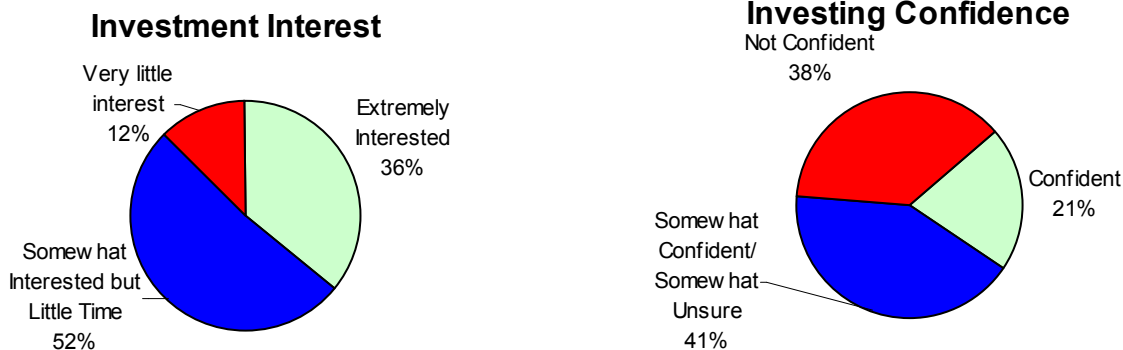 Investment Interest
Very little
interest
12%
Extremely
Interested
36%
Somew hat
Interested but
Little Time
52%
Investing Confidence
Not Confident
38%
Confident
21%
Somew hat
Confident/
Somew hat
Unsure
41%